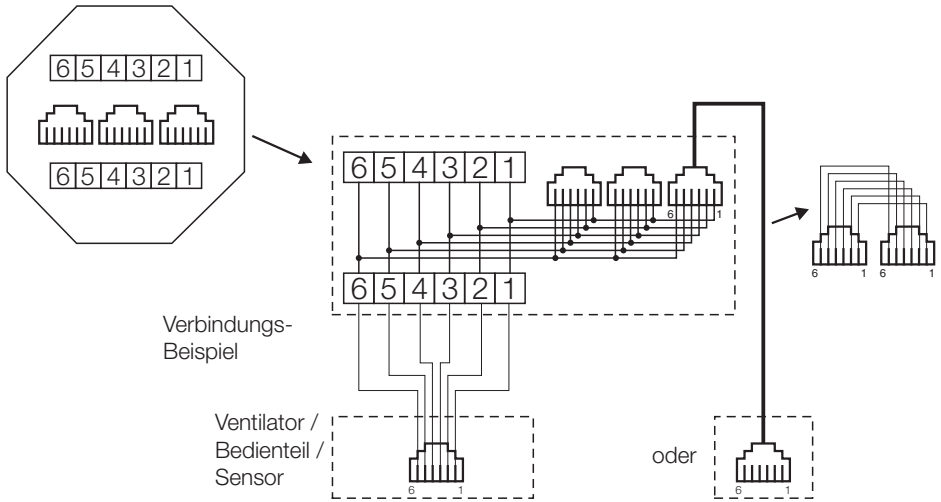 6 5 4 3 2 1
6 5 4 3 2 1
6 5 4 3 2 1
6 1
6 1 6 1
6 5 4 3 2 1
Verbindungs-
Beispiel
Ventilator /
Bedienteil /
Sensor
6 1
oder
6 1